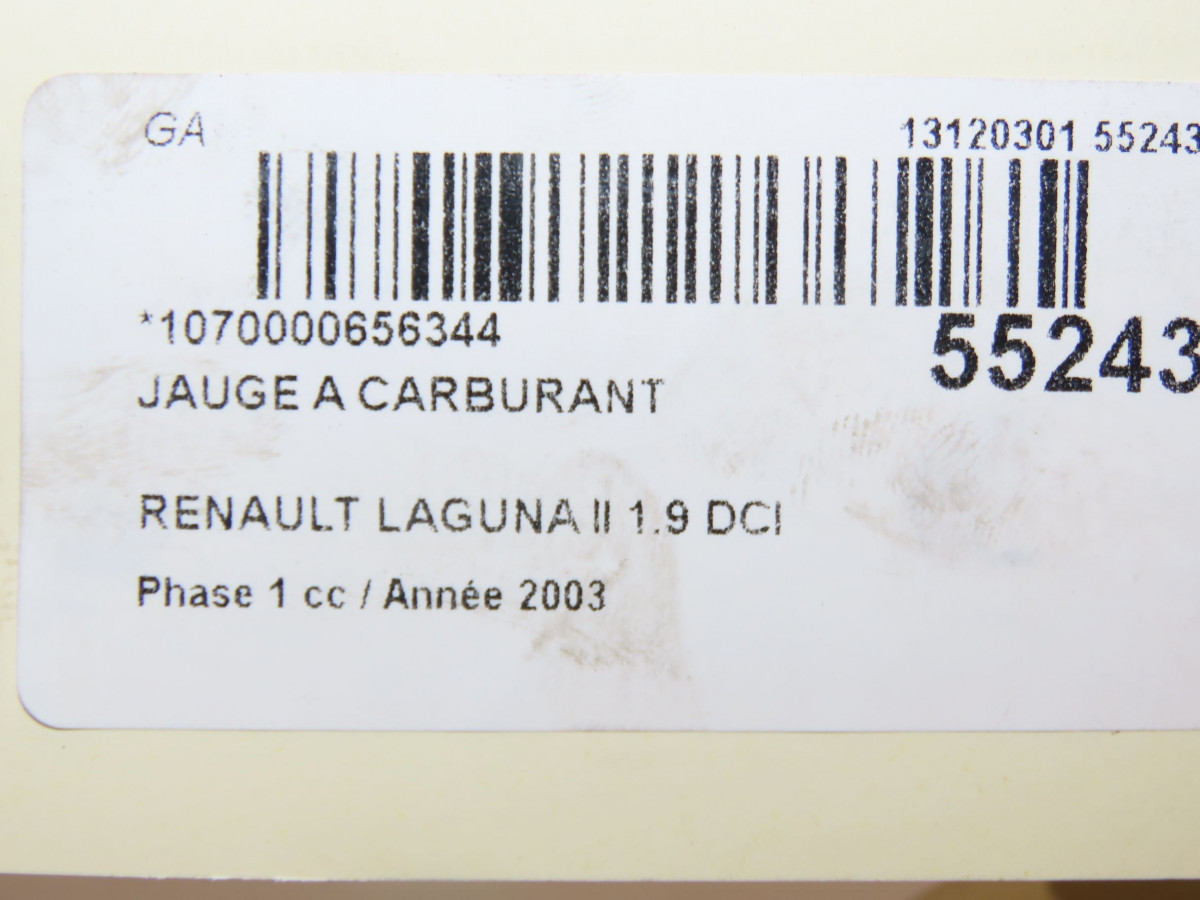 GA
13120301 55243
*1070000656344
55243
JAUGE A CARBURANT
RENAULT LAGUNA II 1.9 DCI
Phase 1 cc / Année 2003